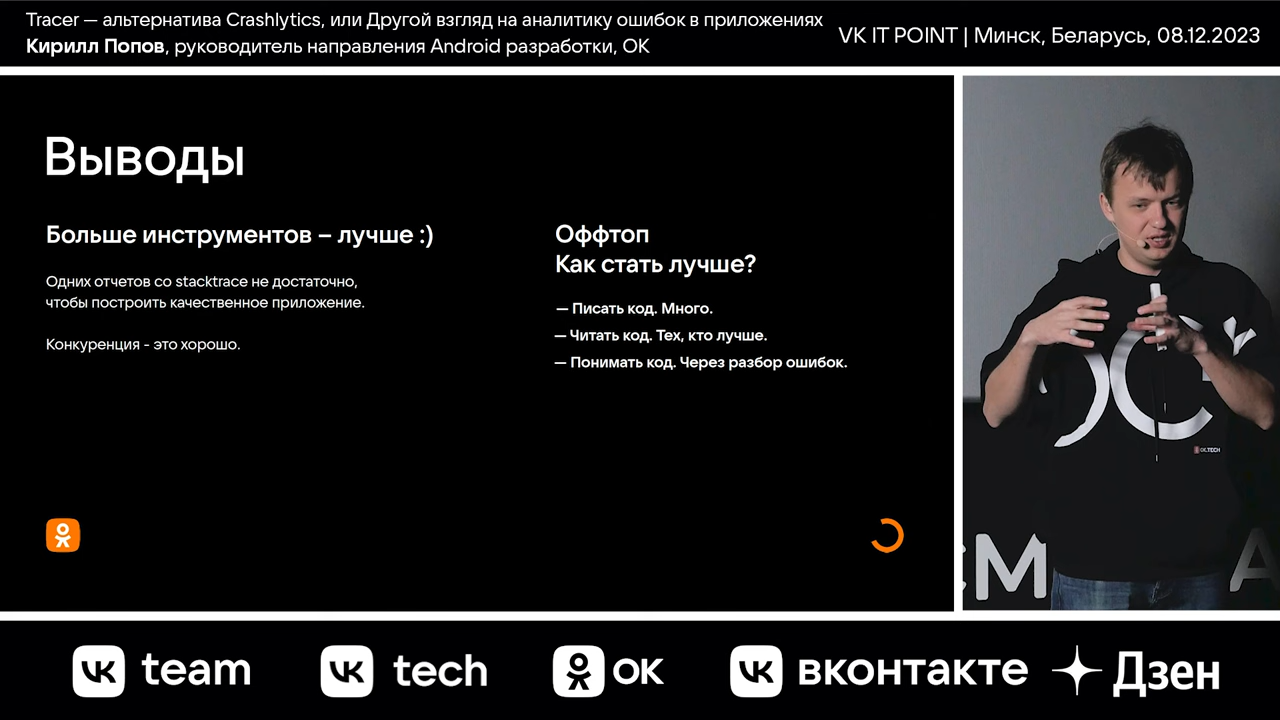 Tracer — альтернатива Crashlytics, или Другой взгляд на аналитику ошибок в приложениях
Кирилл Попов, руководитель направления Android разработки, ОК
VK IT POINT | Минск, Беларусь, 08.12.2023
Выводы
Больше инструментов – лучше :)
Одних отчетов со stacktrace не достаточно,
чтобы построить качественное приложение.
Конкуренция - это хорошо.
Оффтоп
Как стать лучше?
— Писать код. Много.
— Читать код. Тех, кто лучше.
— Понимать код. Через разбор ошибок.
OK.TECH
team
tech
ОК
вконтакте
Дзен